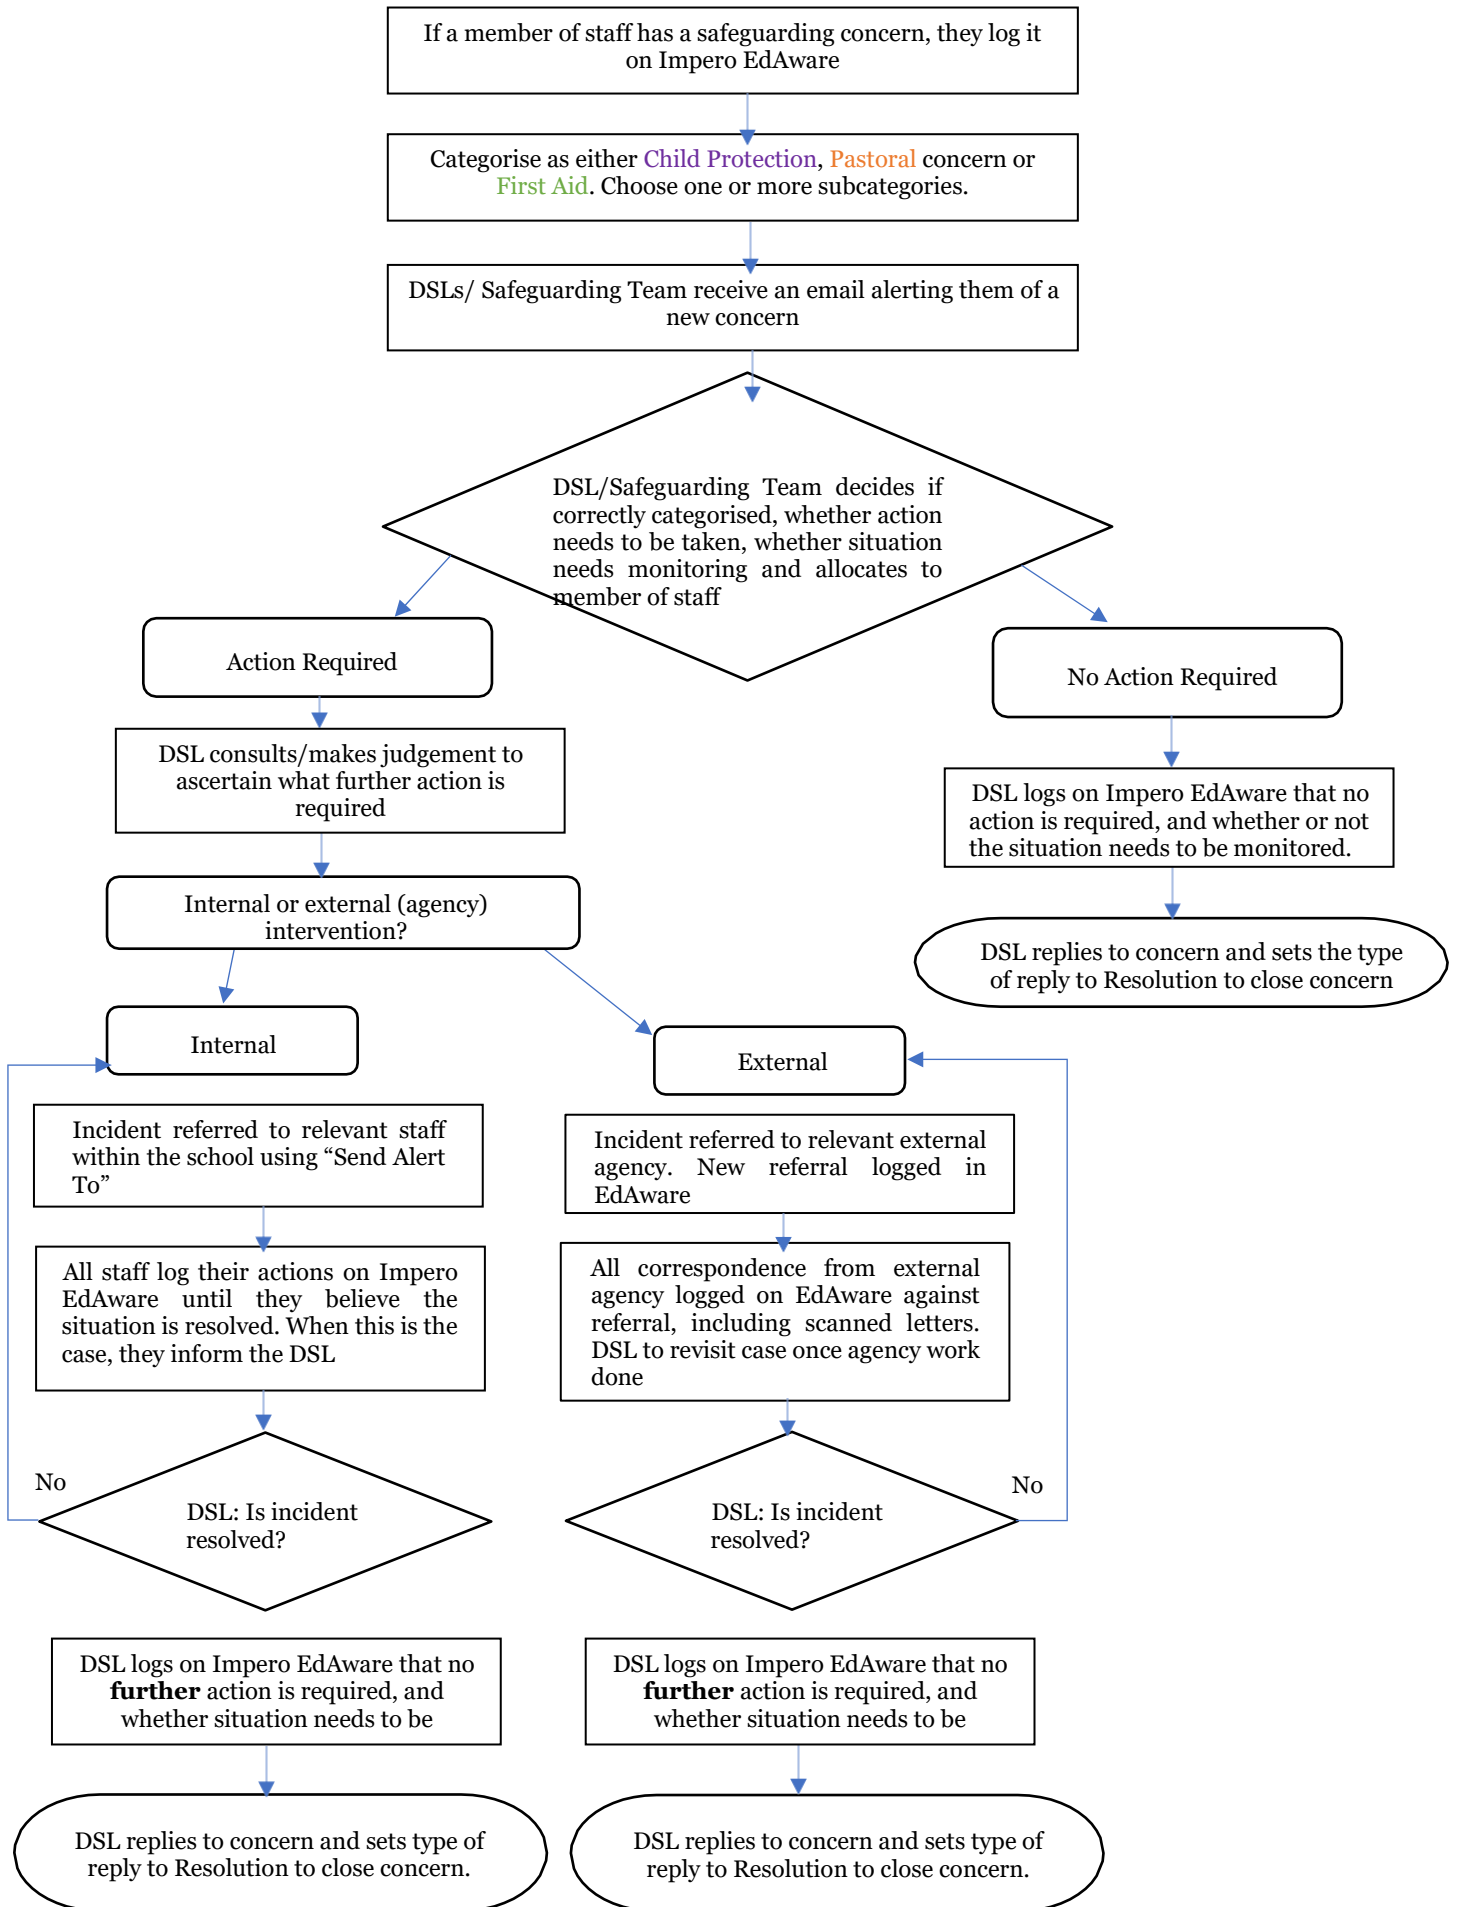 If a member of staff has a safeguarding concern, they log it
on Impero EdAware
Categorise as either Child Protection, Pastoral concern or
First Aid. Choose one or more subcategories.
DSLs/ Safeguarding Team receive an email alerting them of a
new concern
DSL/Safeguarding Team decides if
correctly categorised, whether action
needs to be taken, whether situation
needs monitoring and allocates to
member of staff
Action Required
No Action Required
DSL consults/makes judgement to
ascertain what further action is
required
DSL logs on Impero EdAware that no
action is required, and whether or not
the situation needs to be monitored.
Internal or external (agency)
intervention?
DSL replies to concern and sets the type
of reply to Resolution to close concern
Internal
External
Incident referred to relevant staff
within the school using “Send Alert
To”
Incident referred to relevant external
agency. New referral logged in
EdAware
All staff log their actions on Impero
EdAware until they believe the
situation is resolved. When this is the
case, they inform the DSL
All correspondence from external
agency logged on EdAware against
referral, including scanned letters.
DSL to revisit case once agency work
done
No
DSL: Is incident
resolved?
No
DSL: Is incident
resolved?
DSL logs on Impero EdAware that no
further action is required, and
whether situation needs to be
DSL logs on Impero EdAware that no
further action is required, and
whether situation needs to be
DSL replies to concern and sets type of
reply to Resolution to close concern.
DSL replies to concern and sets type of
reply to Resolution to close concern.